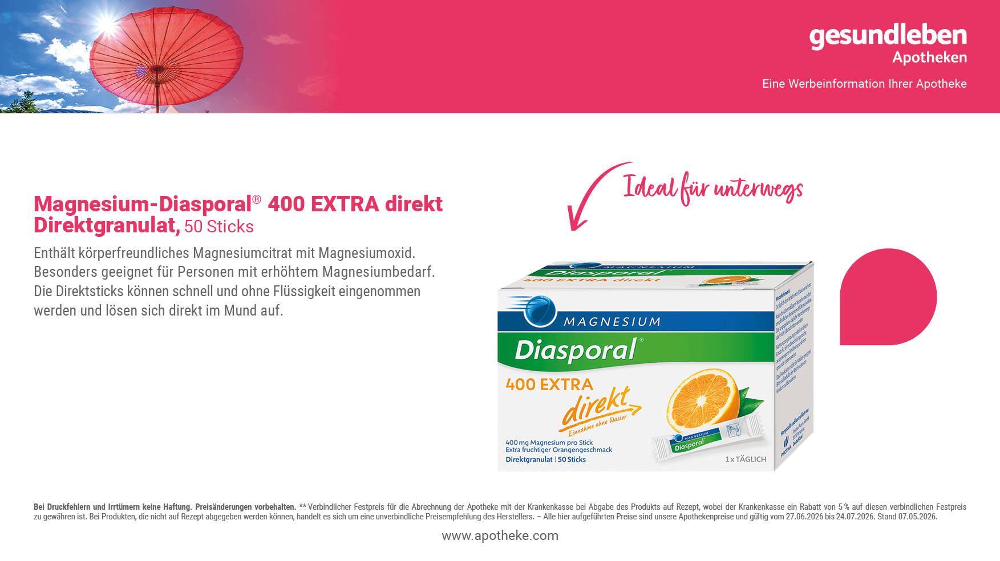 gesundleben
Apotheken
Eine Werbeinformation Ihrer Apotheke
Ideal für unterwegs
Magnesium-Diasporal® 400 EXTRA direkt
Direktgranulat, 50 Sticks
Enthält körperfreundliches Magnesiumcitrat mit Magnesiumoxid.
Besonders geeignet für Personen mit erhöhtem Magnesiumbedarf.
Die Direktsticks können schnell und ohne Flüssigkeit eingenommen
werden und lösen sich direkt im Mund auf.
MAGNESIUM
Diasporal
400 EXTRA direkt
MAGNESIUM
Diasporal®
400 EXTRA
direkt
Einnahme ohne Wasser
400 mg Magnesium pro Stick
Extra fruchtiger Orangengeschmack
Direktgranulat | 50 Sticks
MAGNESIUM
Diasporal
1 x TÄGLICH
Bei Druckfehlern und Irrtümern keine Haftung. Preisänderungen vorbehalten. ** Verbindlicher Festpreis für die Abrechnung der Apotheke mit der Krankenkasse bei Abgabe des Produkts auf Rezept, wobei der Krankenkasse ein Rabatt von 5 % auf diesen verbindlichen Festpreis
zu gewähren ist. Bei Produkten, die nicht auf Rezept abgegeben werden können, handelt es sich um eine unverbindliche Preisempfehlung des Herstellers. – Alle hier aufgeführten Preise sind unsere Apothekenpreise und gültig vom 27.06.2026 bis 24.07.2026. Stand 07.05.2026.
www.apotheke.com